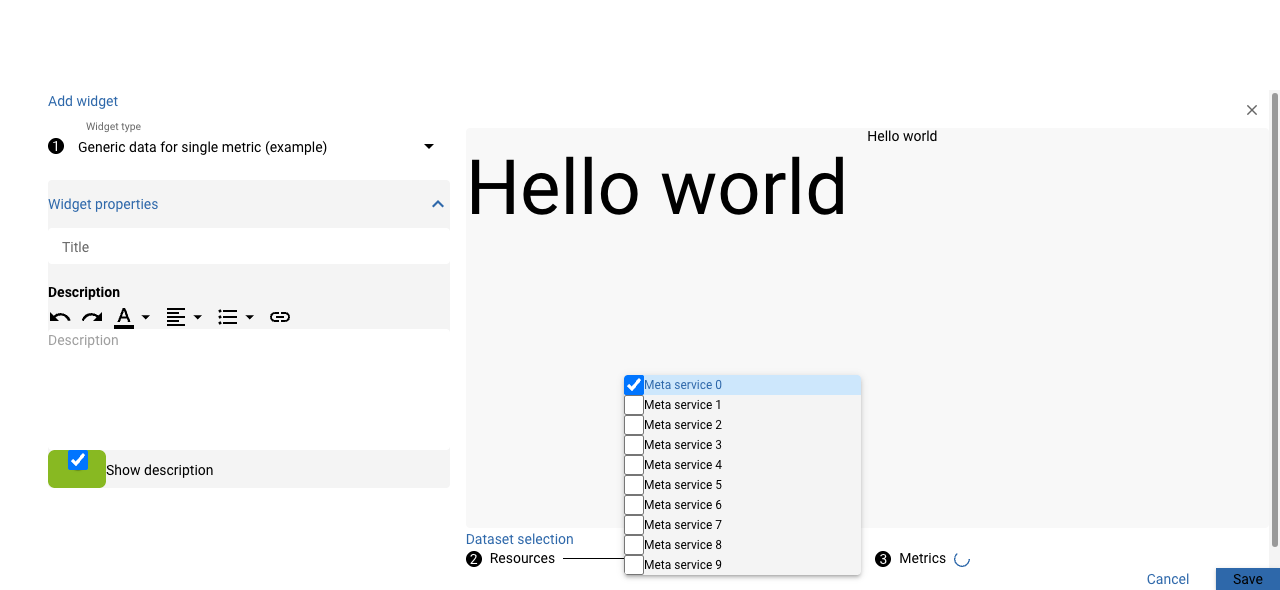 Add widget
Widget type
1 Generic data for single metric (example)
Widget properties
Title
Description
A
Description
Show description
Hello world
Hello world
Meta service 0
Meta service 1
Meta service 2
Meta service 3
Meta service 4
Meta service 5
Meta service 6
Meta service 7
Meta service 8
Meta service 9
Dataset selection
2 Resources
3 Metrics
Cancel
Save